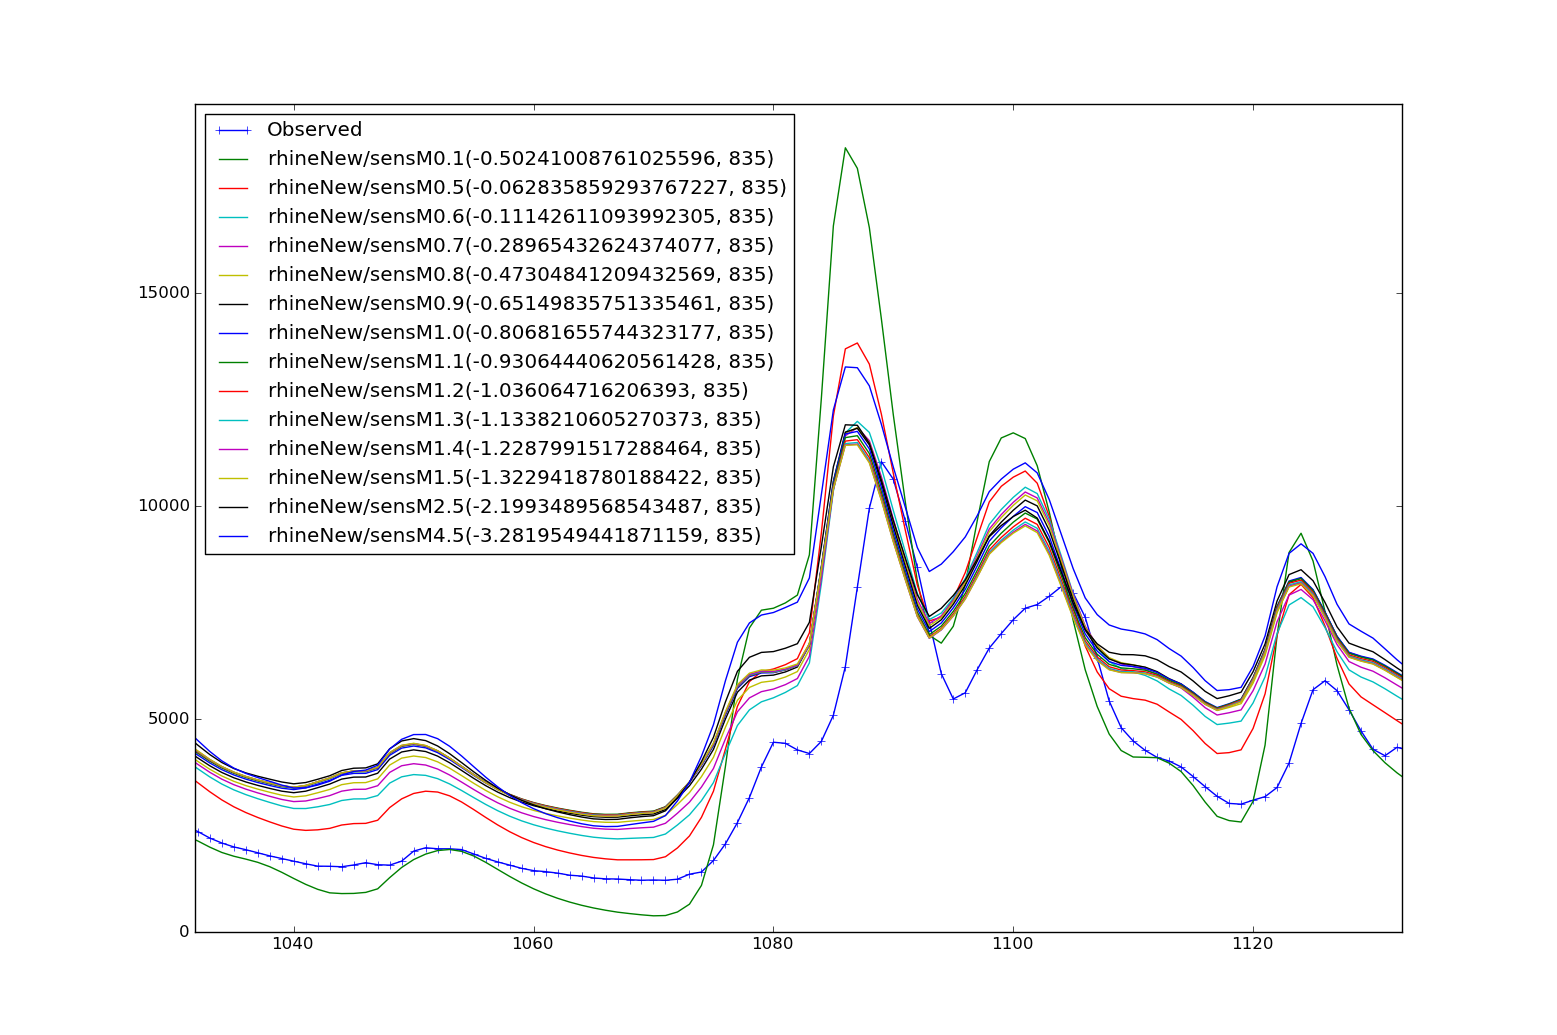 Observed
rhineNew/sensM0.1(-0.50241008761025596, 835)
rhineNew/sensM0.5(-0.062835859293767227, 835)
rhineNew/sensM0.6(-0.11142611093992305, 835)
rhineNew/sensM0.7(-0.28965432624374077, 835)
rhineNew/sensM0.8(-0.47304841209432569, 835)
rhineNew/sensM0.9(-0.65149835751335461, 835)
rhineNew/sensM1.0(-0.80681655744323177, 835)
rhineNew/sensM1.1(-0.93064440620561428, 835)
rhineNew/sensM1.2(-1.036064716206393, 835)
rhineNew/sensM1.3(-1.1338210605270373, 835)
rhineNew/sensM1.4(-1.2287991517288464, 835)
rhineNew/sensM1.5(-1.3229418780188422, 835)
rhineNew/sensM2.5(-2.1993489568543487, 835)
rhineNew/sensM4.5(-3.2819549441871159, 835)
15000
10000
5000
0
1040 1060 1080 1100 1120